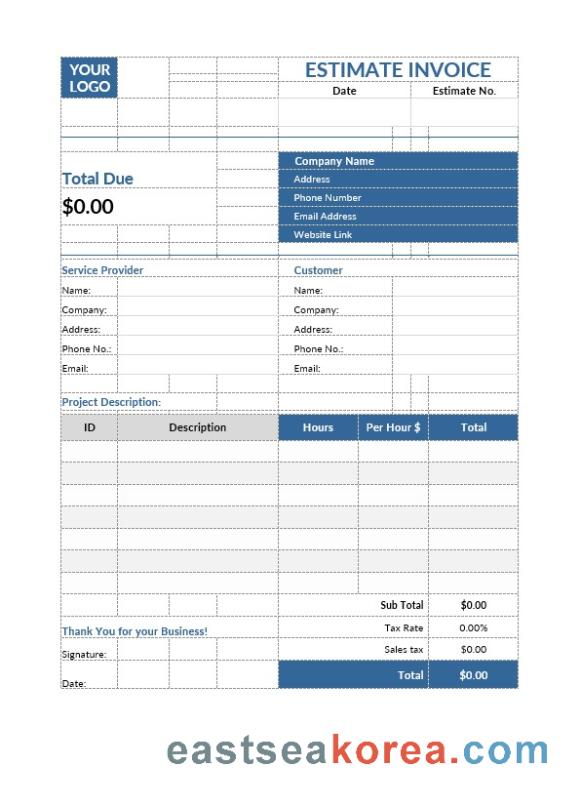 YOUR
LOGO
ESTIMATE INVOICE
Date Estimate No.
Total Due
$0.00
Company Name
Address
Phone Number
Email Address
Website Link
Service Provider Customer
Name: Name:
Company: Company:
Address: Address:
Phone No.: Phone No.:
Email: Email:
Project Description:
ID Description Hours Per Hour $ Total
Sub Total $0.00
Tax Rate 0.00%
Thank You for your Business!
Sales tax $0.00
Signature:
Total $0.00
Date:
eastseakorea.com